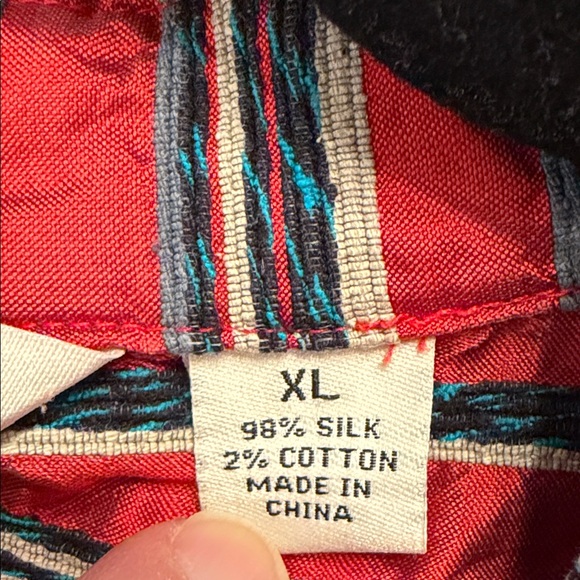 XL
98% SILK
2% COTTON
MADE IN
CHINA